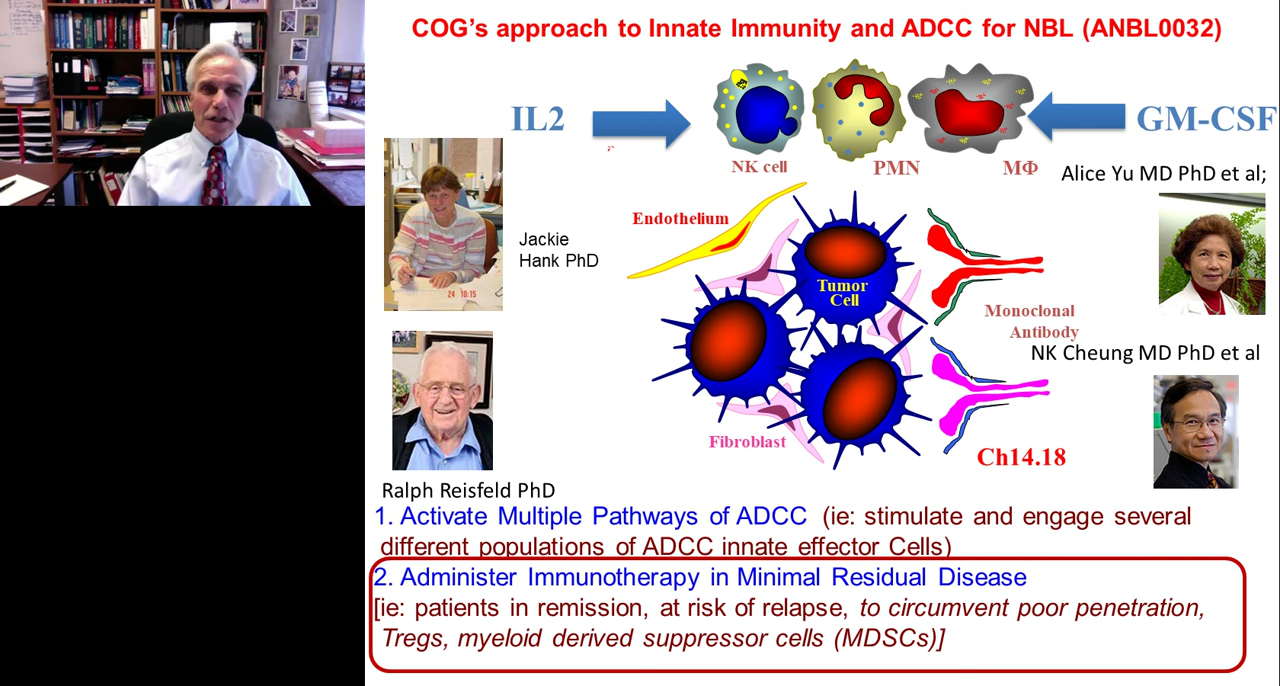 COG’s approach to Innate Immunity and ADCC for NBL (ANBL0032)
IL2
GM-CSF
NK cell
PMN
MΦ
Alice Yu MD PhD et al;
Endothelium
Jackie
Hank PhD
24 10:15
Tumor
Cell
Monoclonal
Antibody
NK Cheung MD PhD et al
Fibroblast
Ch14.18
Ralph Reisfeld PhD
1. Activate Multiple Pathways of ADCC (ie: stimulate and engage several
different populations of ADCC innate effector Cells)
2. Administer Immunotherapy in Minimal Residual Disease
[ie: patients in remission, at risk of relapse, to circumvent poor penetration,
Tregs, myeloid derived suppressor cells (MDSCs)]